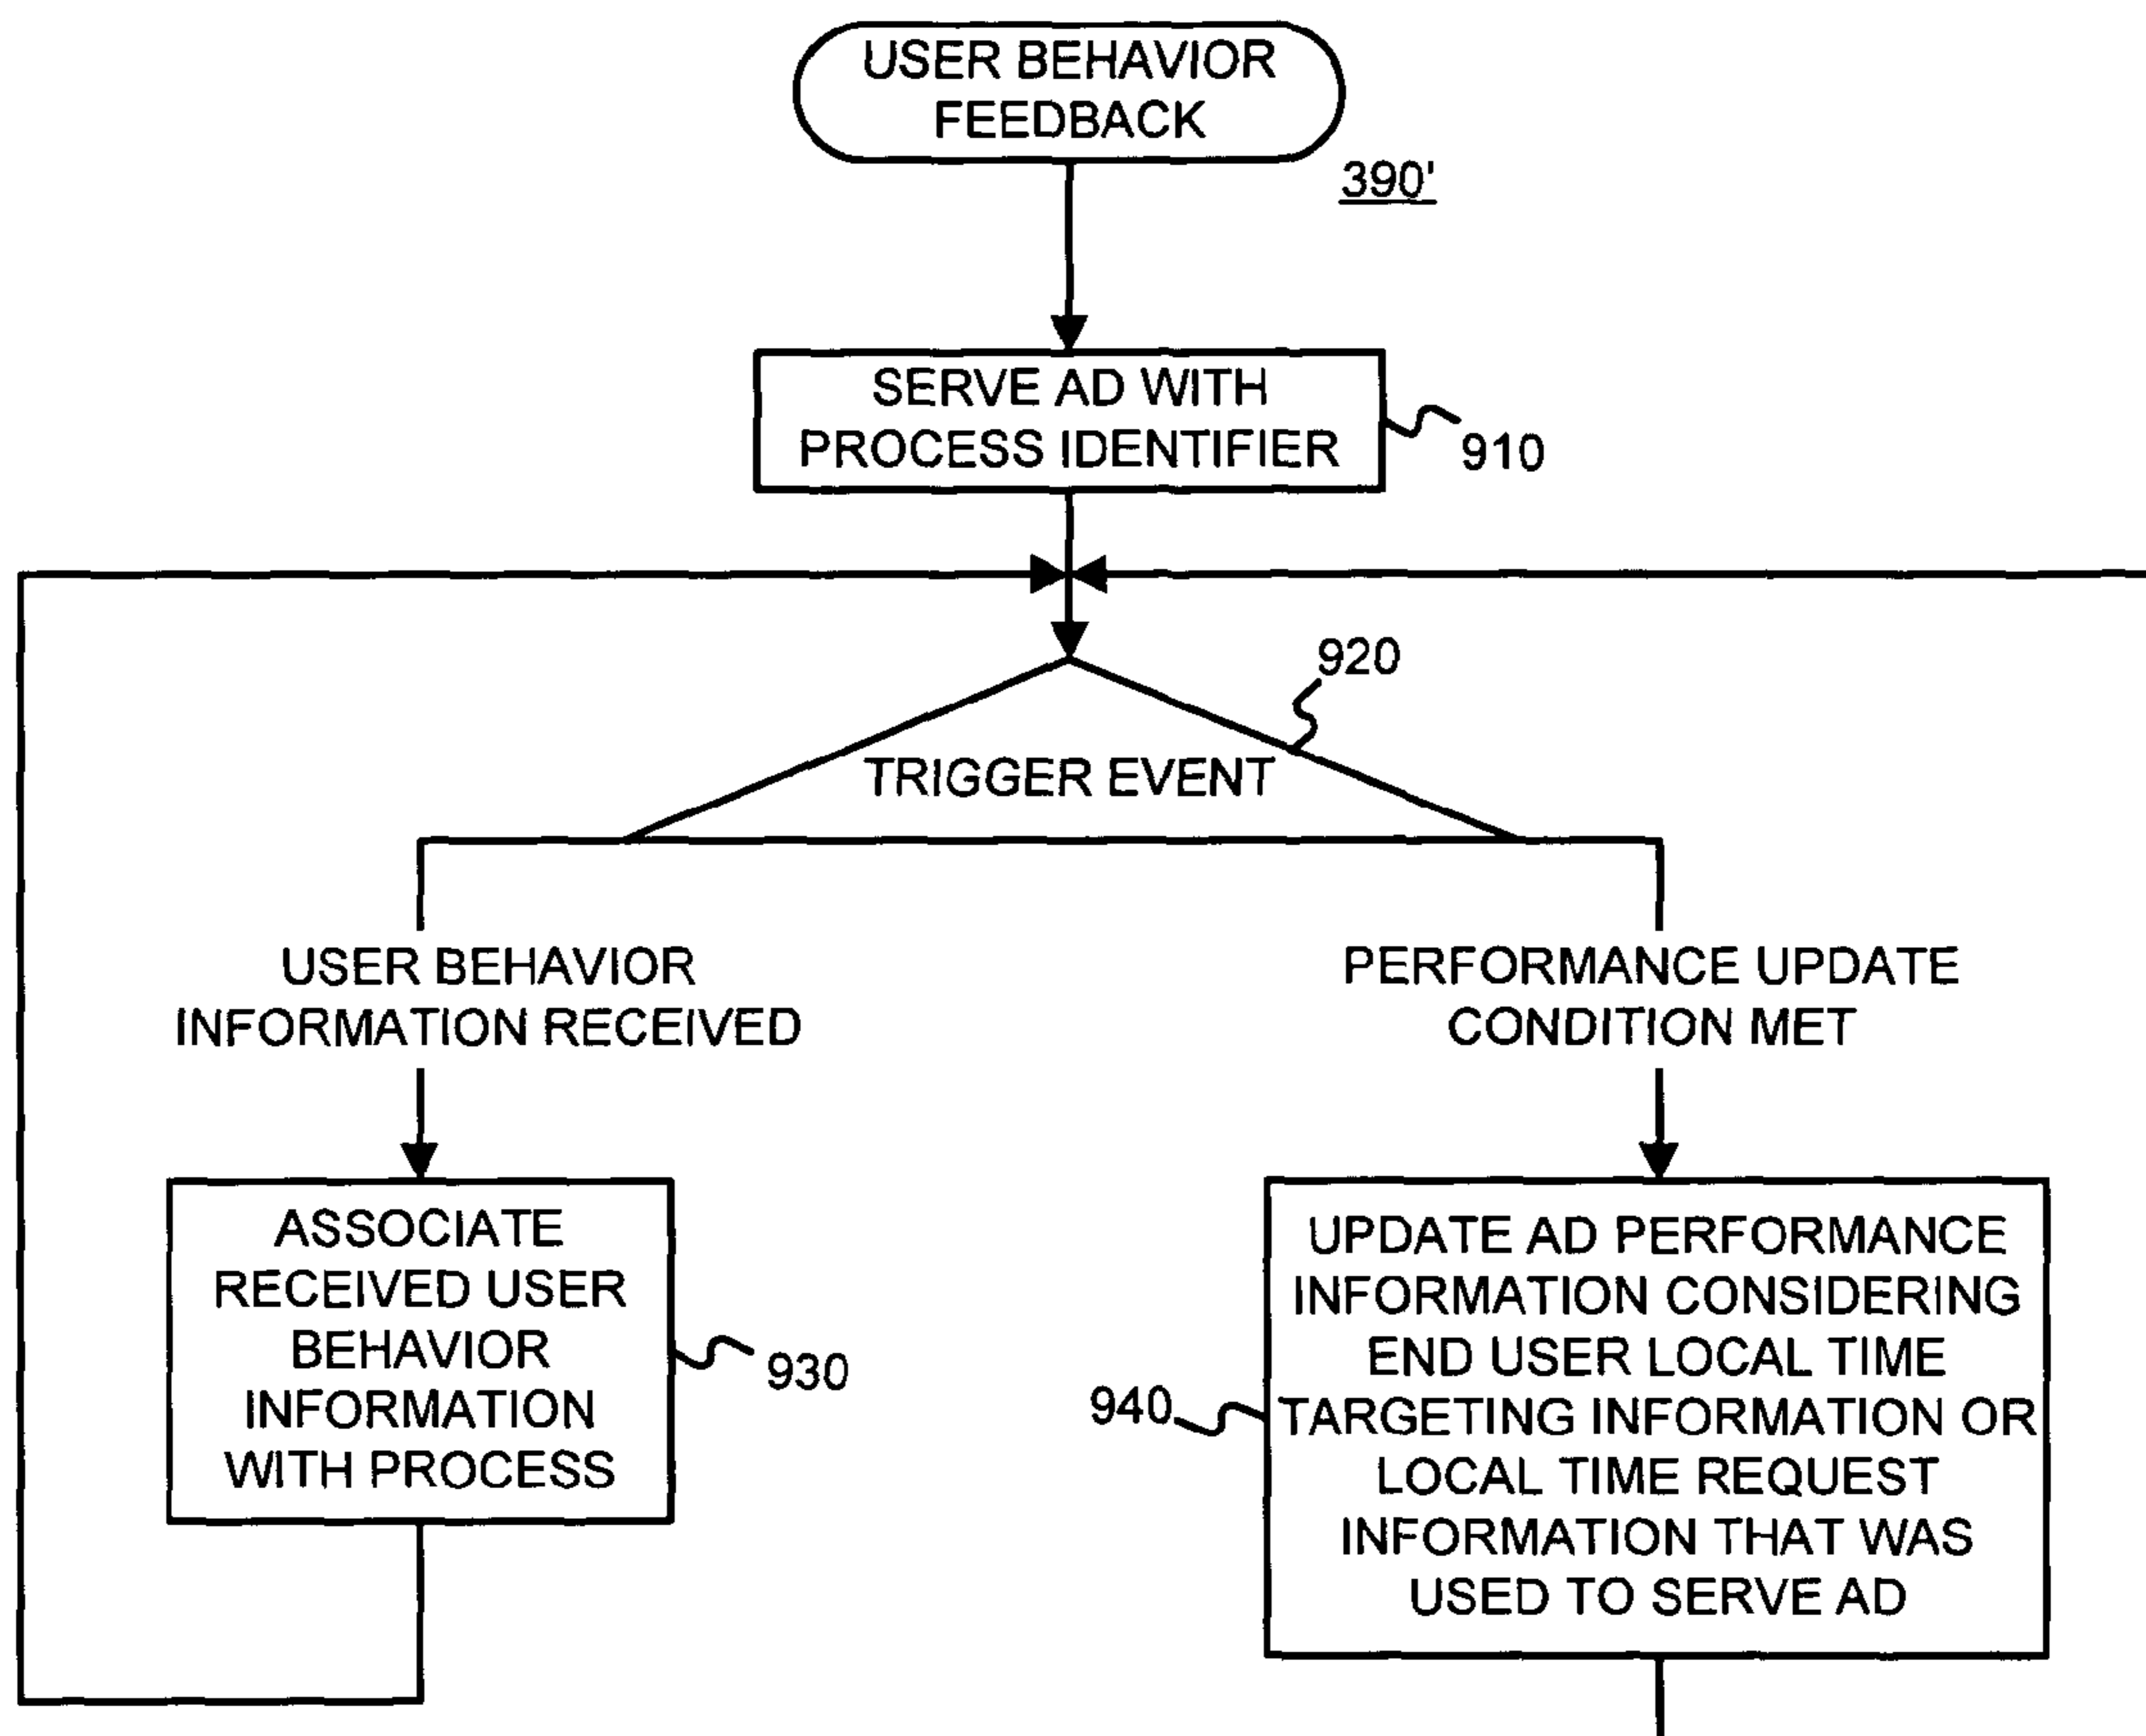 USER BEHAVIOR
FEEDBACK
390'
SERVE AD WITH
PROCESS IDENTIFIER
910
920
TRIGGER EVENT
USER BEHAVIOR
INFORMATION RECEIVED
PERFORMANCE UPDATE
CONDITION MET
ASSOCIATE
RECEIVED USER
BEHAVIOR
INFORMATION
WITH PROCESS
930
940
UPDATE AD PERFORMANCE
INFORMATION CONSIDERING
END USER LOCAL TIME
TARGETING INFORMATION OR
LOCAL TIME REQUEST
INFORMATION THAT WAS
USED TO SERVE AD